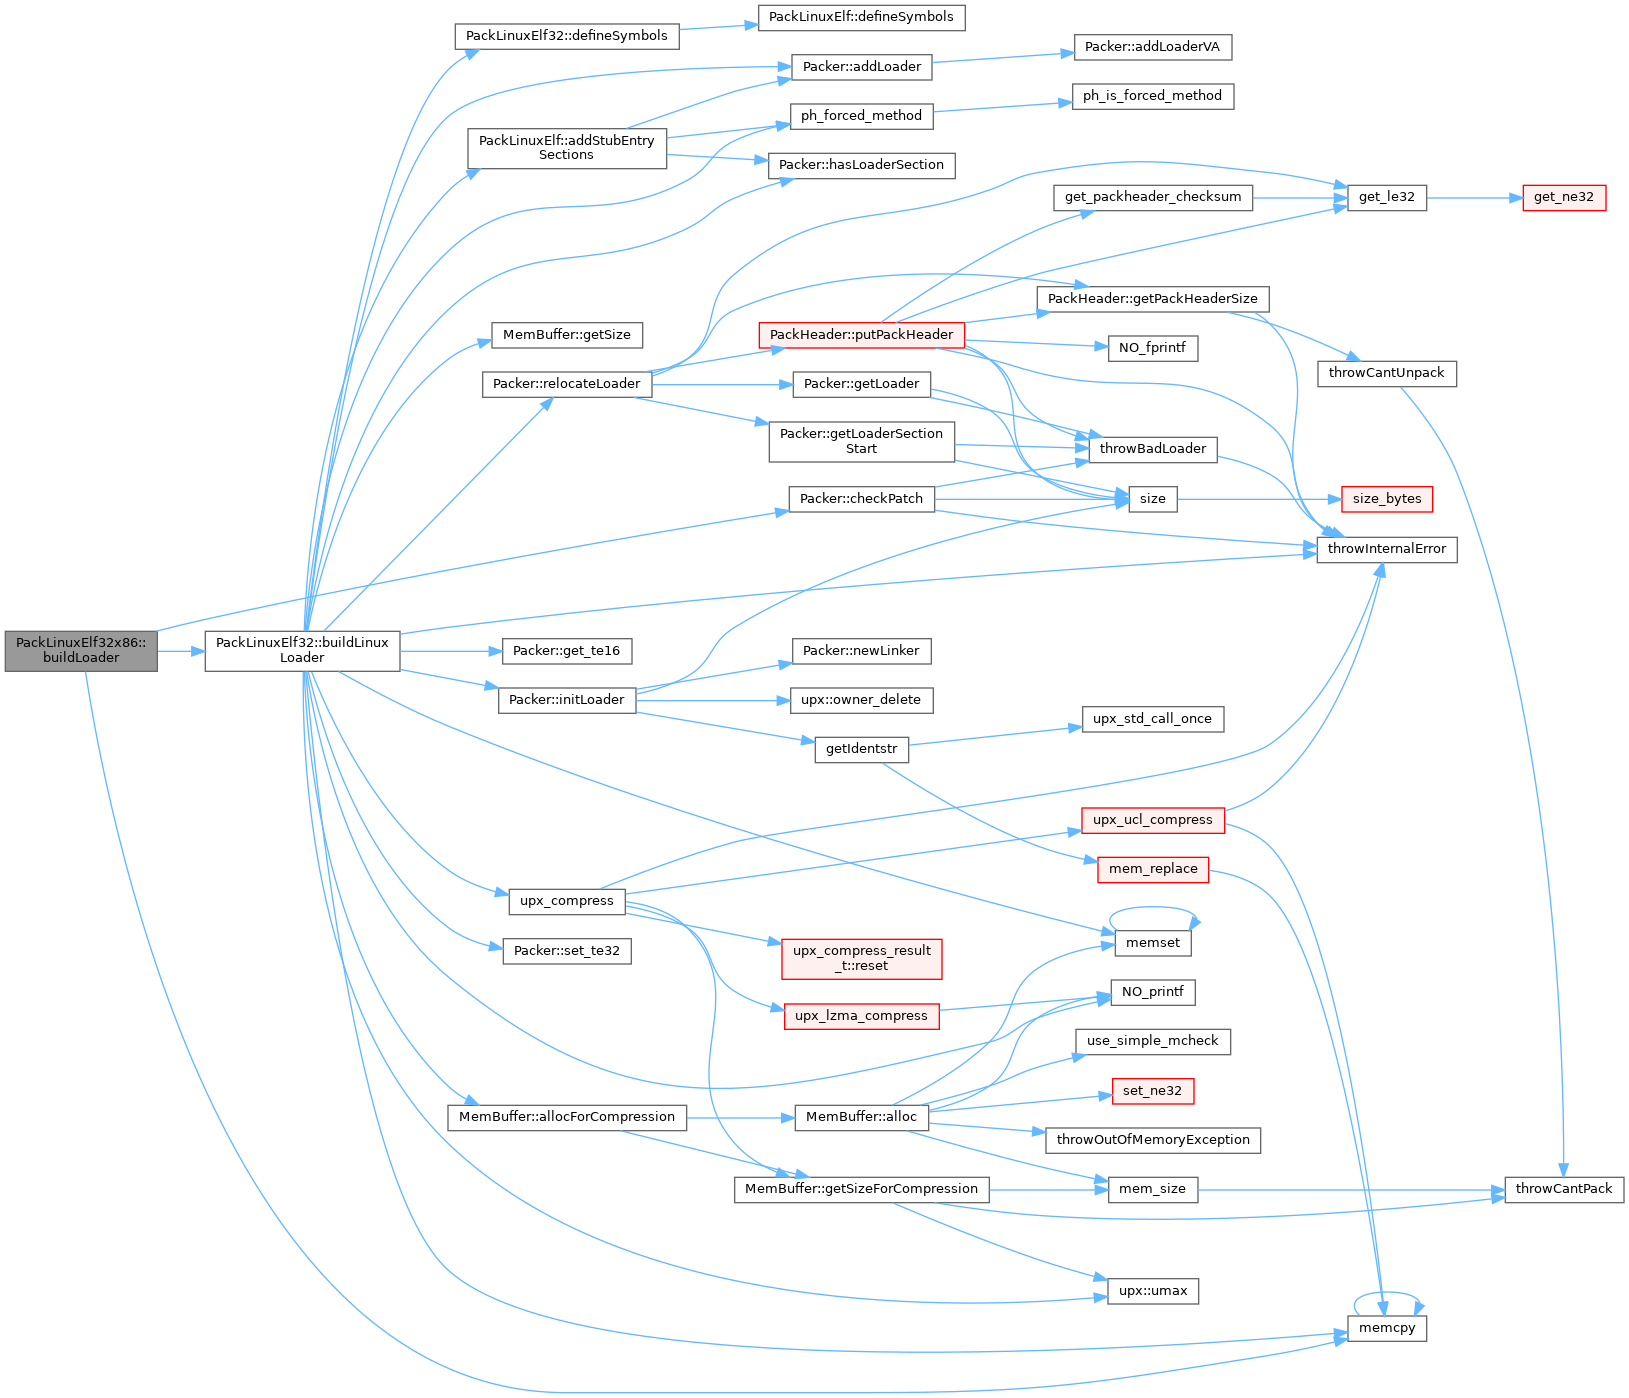 PackLinuxElf::defineSymbols
PackLinuxElf32::defineSymbols
Packer::addLoaderVA
Packer::addLoader
ph_is_forced_method
ph_forced_method
PackLinuxElf::addStubEntry
Sections
Packer::hasLoaderSection
get_packheader_checksum
get_le32
get_ne32
PackHeader::getPackHeaderSize
MemBuffer::getSize
PackHeader::putPackHeader
NO_fprintf
throwCantUnpack
Packer::relocateLoader
Packer::getLoader
Packer::getLoaderSection
Start
throwBadLoader
Packer::checkPatch
size
size_bytes
throwInternalError
PackLinuxElf32x86::
buildLoader
PackLinuxElf32::buildLinux
Loader
Packer::get_te16
Packer::newLinker
Packer::initLoader
upx::owner_delete
upx_std_call_once
getIdentstr
upx_ucl_compress
mem_replace
upx_compress
memset
Packer::set_te32
upx_compress_result
_t::reset
NO_printf
upx_lzma_compress
use_simple_mcheck
set_ne32
MemBuffer::allocForCompression
MemBuffer::alloc
throwOutOfMemoryException
MemBuffer::getSizeForCompression
mem_size
throwCantPack
upx::umax
memcpy